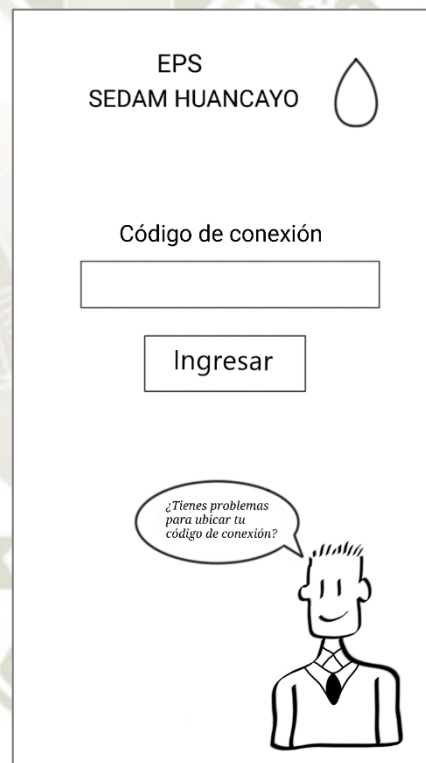 EPS
SEDAM HUANCAYO
Código de conexión
Ingresar
¿Tienes problemas
para ubicar tu
código de conexión?